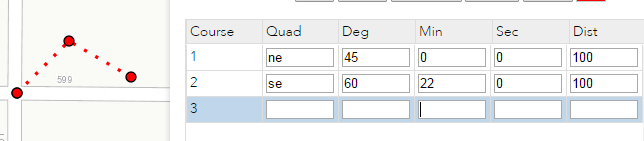 Course Quad Deg Min Sec Dist
1 ne 45 0 0 100
2 se 60 22 0 100
3
599